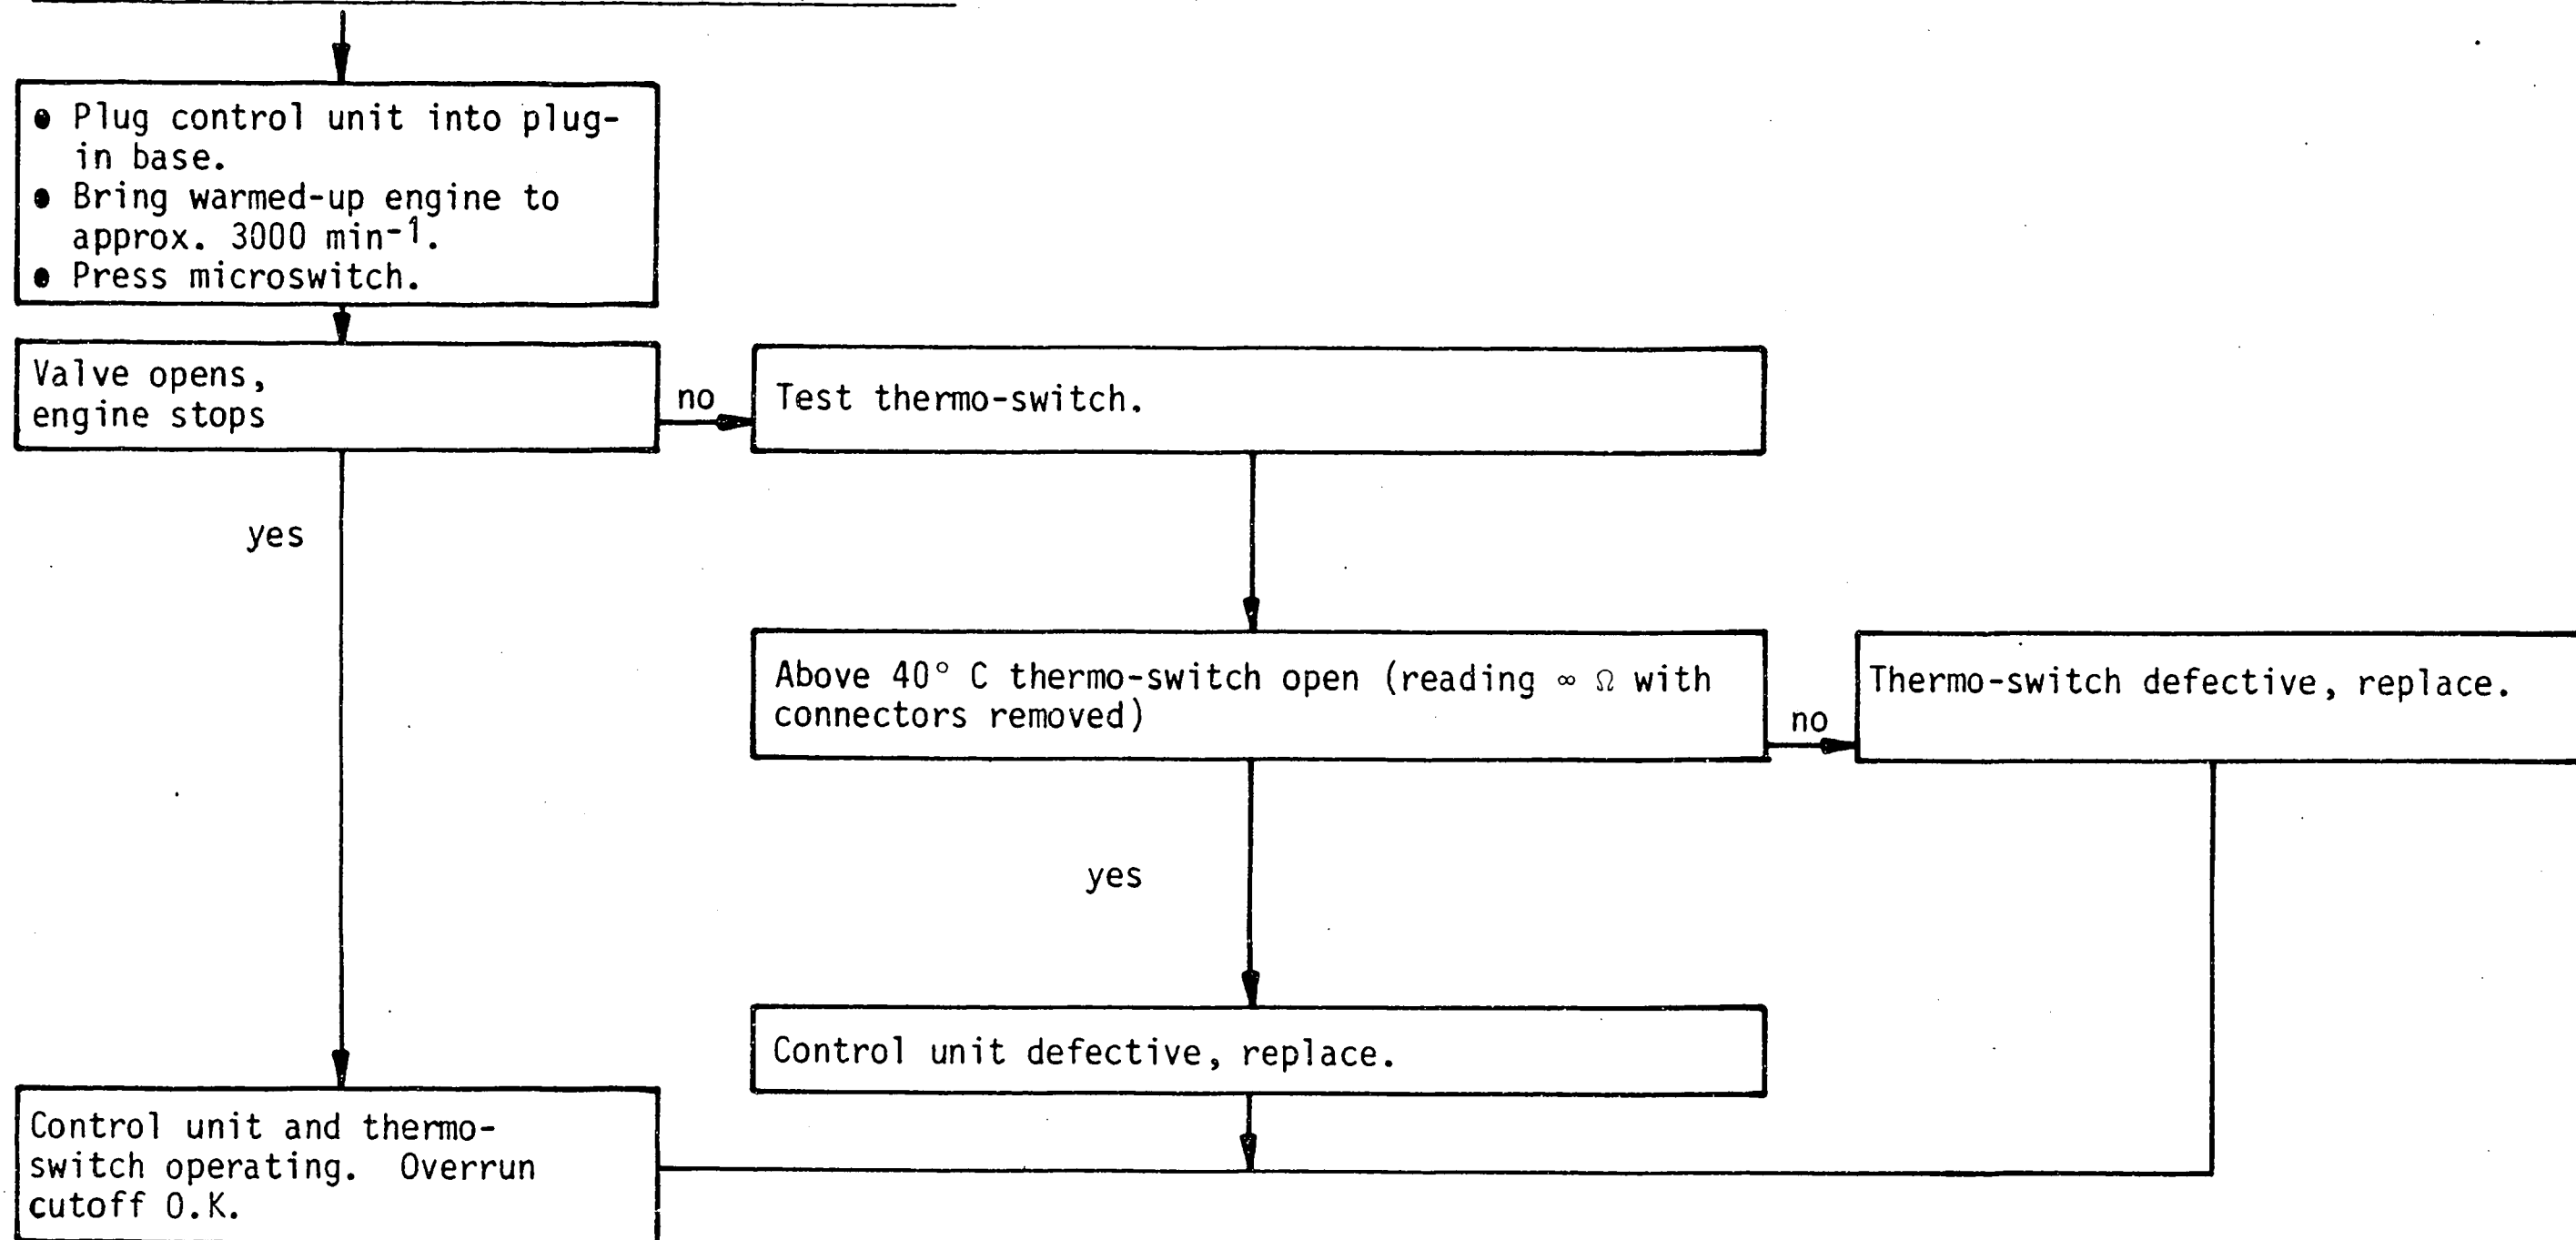 ● Plug control unit into plug-
in base.
● Bring warmed-up engine to
approx. 3000 min⁻¹.
● Press microswitch.
Valve opens,
engine stops
no
Test thermo-switch.
yes
Above 40° C thermo-switch open (reading ∞ Ω with
connectors removed)
no
Thermo-switch defective, replace.
yes
Control unit defective, replace.
Control unit and thermo-
switch operating. Overrun
cutoff O.K.